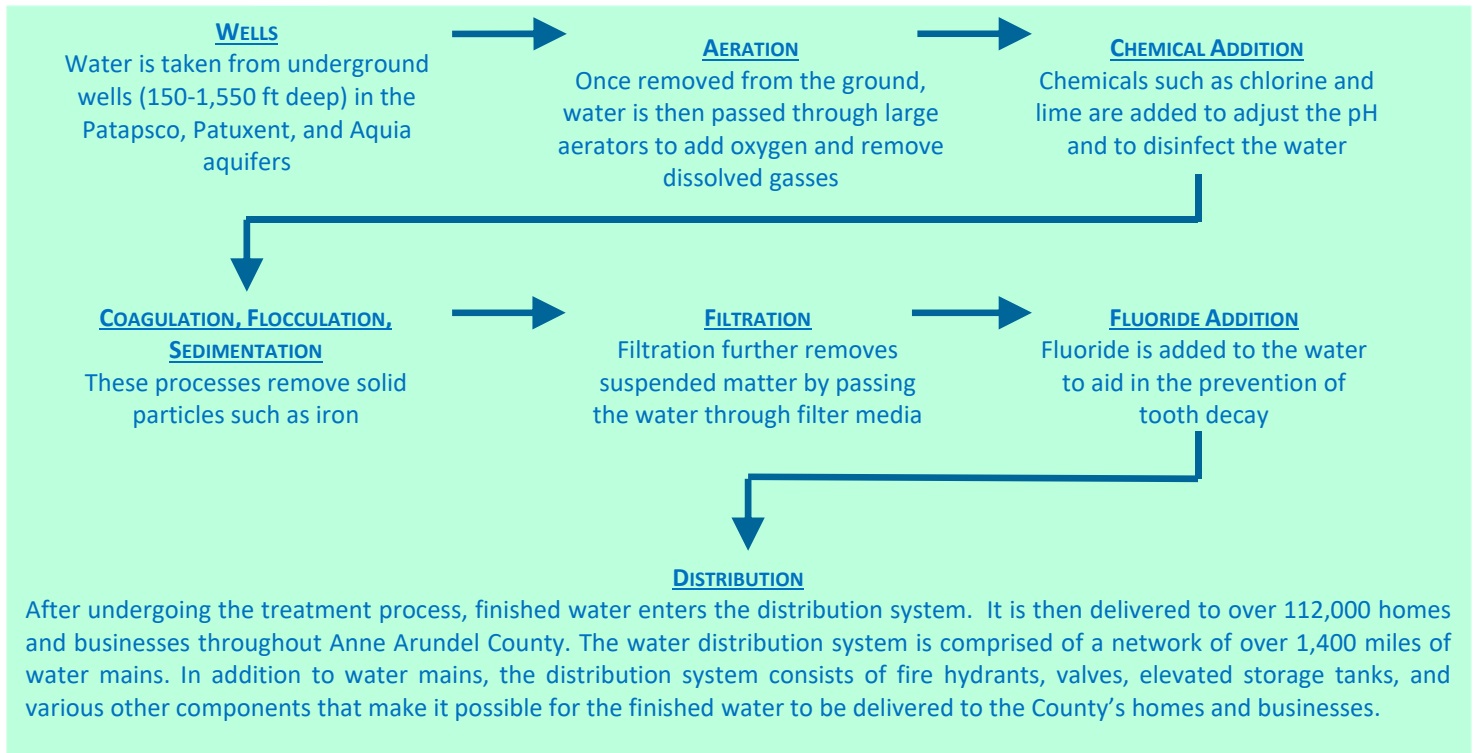 WELLS
Water is taken from underground
wells (150-1,550 ft deep) in the
Patapsco, Patuxent, and Aquia
aquifers
AERATION
Once removed from the ground,
water is then passed through large
aerators to add oxygen and remove
dissolved gasses
CHEMICAL ADDITION
Chemicals such as chlorine and
lime are added to adjust the pH
and to disinfect the water
COAGULATION, FLOCCULATION,
SEDIMENTATION
These processes remove solid
particles such as iron
FILTRATION
Filtration further removes
suspended matter by passing
the water through filter media
FLUORIDE ADDITION
Fluoride is added to the water
to aid in the prevention of
tooth decay
DISTRIBUTION
After undergoing the treatment process, finished water enters the distribution system.  It is then delivered to over 112,000 homes
and businesses throughout Anne Arundel County. The water distribution system is comprised of a network of over 1,400 miles of
water mains. In addition to water mains, the distribution system consists of fire hydrants, valves, elevated storage tanks, and
various other components that make it possible for the finished water to be delivered to the County’s homes and businesses.